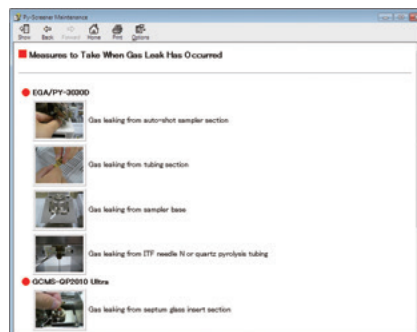 Py-Screener Maintenance
Show Back Forward Home Print Options
Measures to Take When Gas Leak Has Occurred
EGA/PY-3030D
Gas leaking from auto-shot sampler section
Gas leaking from tubing section
Gas leaking from sampler base
Gas leaking from ITF needle N or quartz pyrolysis tubing
GCMS-QP2010 Ultra
Gas leaking from septum glass insert section